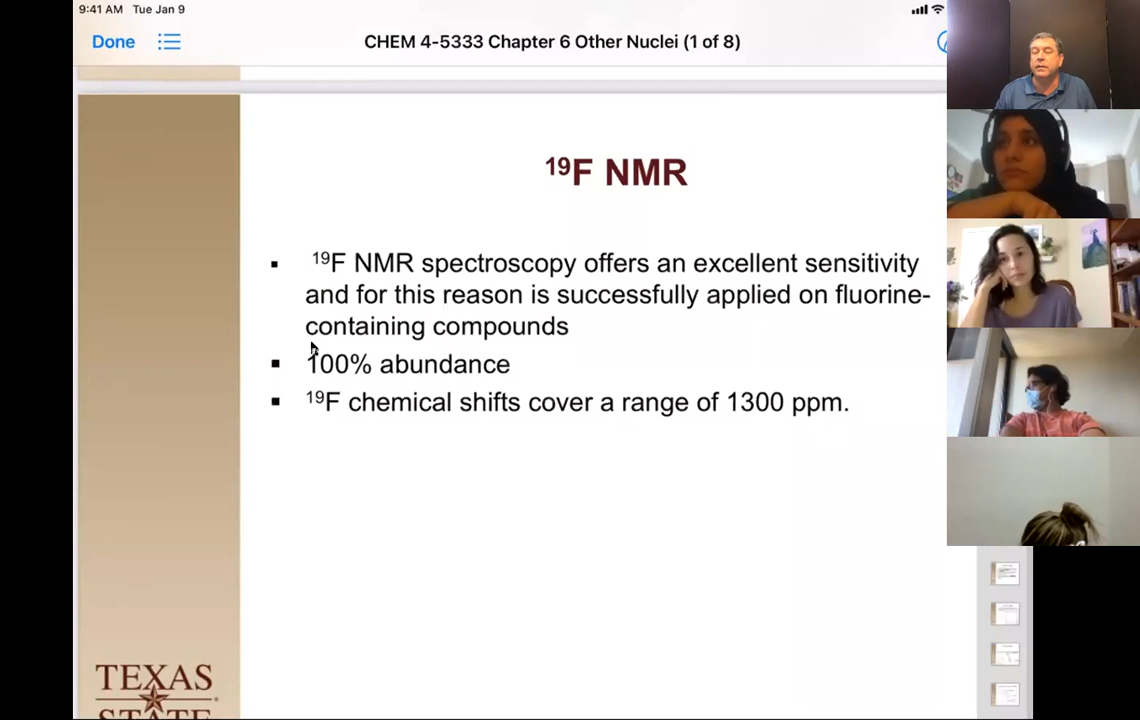 9:41 AM Tue Jan 9
Done
CHEM 4-5333 Chapter 6 Other Nuclei (1 of 8)
¹⁹F NMR
▪ ¹⁹F NMR spectroscopy offers an excellent sensitivity
and for this reason is successfully applied on fluorine-
containing compounds
▪ 100% abundance
▪ ¹⁹F chemical shifts cover a range of 1300 ppm.
TEXAS
STATE